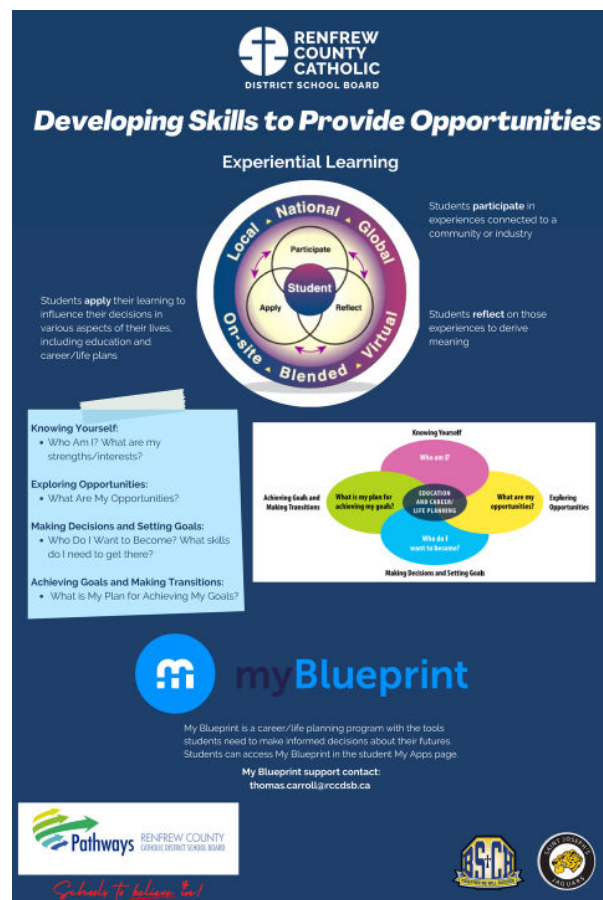 RENFREW
COUNTY
CATHOLIC
DISTRICT SCHOOL BOARD
Developing Skills to Provide Opportunities
Experiential Learning
Local National Global
Participate
Student
Apply
Reflect
On-site Blended Virtual
Students participate in
experiences connected to a
community or industry
Students apply their learning to
influence their decisions in
various aspects of their lives,
including education and
career/life plans
Students reflect on those
experiences to derive
meaning
Knowing Yourself:
• Who Am I? What are my
strengths/interests?
Exploring Opportunities:
• What Are My Opportunities?
Making Decisions and Setting Goals:
• Who Do I Want to Become? What skills
do I need to get there?
Achieving Goals and Making Transitions:
• What is My Plan for Achieving My Goals?
Knowing Yourself
Who am I?
Achieving Goals and
Making Transitions
What is my plan for
achieving my goals?
EDUCATION
AND CAREER/
LIFE PLANNING
What are my
opportunities?
Exploring
Opportunities
Who do I
want to become?
Making Decisions and Setting Goals
m
myBlueprint
My Blueprint is a career/life planning program with the tools
students need to make informed decisions about their futures.
Students can access My Blueprint in the student My Apps page.
My Blueprint support contact:
thomas.carroll@rccdsb.ca
Pathways
RENFREW COUNTY
CATHOLIC DISTRICT SCHOOL BOARD
Schools to believe in!
BSCH
SAINT JOSEPH'S
JAGUARS